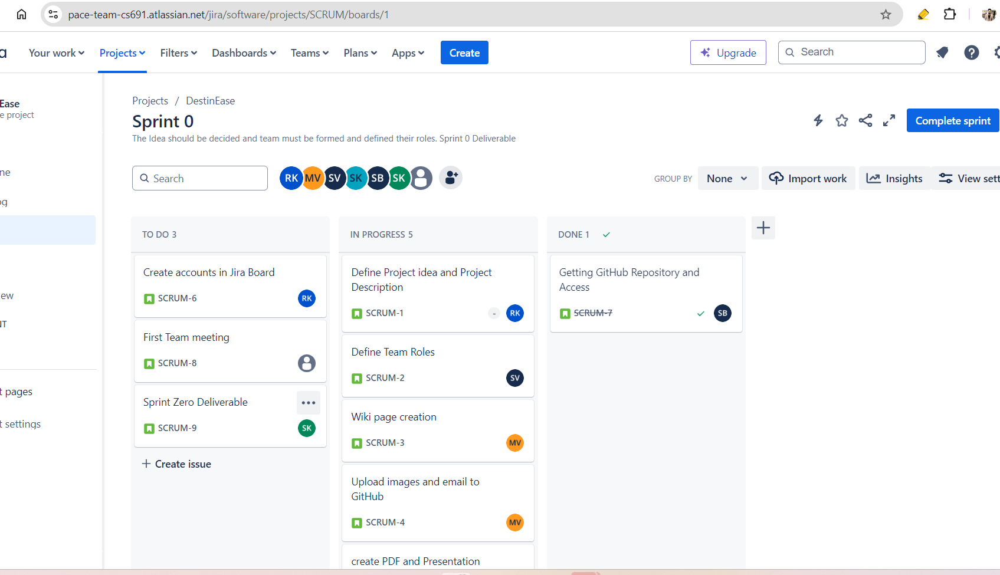 pace-team-cs691.atlassian.net/jira/software/projects/SCRUM/boards/1
a Your work Projects Filters Dashboards Teams Plans Apps Create Upgrade Search
Ease
e project
ne
og
ew
NT
t pages
t settings
Projects / DestinEase
Sprint 0
Complete sprint
The Idea should be decided and team must be formed and defined their roles. Sprint 0 Deliverable
Search RK MV SV SK SB SK GROUP BY None Import work Insights View sett
TO DO 3
Create accounts in Jira Board
SCRUM-6 RK
First Team meeting
SCRUM-8
Sprint Zero Deliverable
SCRUM-9 SK
+ Create issue
IN PROGRESS 5
Define Project idea and Project
Description
SCRUM-1 - RK
Define Team Roles
SCRUM-2 SV
Wiki page creation
SCRUM-3 MV
Upload images and email to
GitHub
SCRUM-4 MV
create PDF and Presentation
DONE 1
Getting GitHub Repository and
Access
SCRUM-7 SB